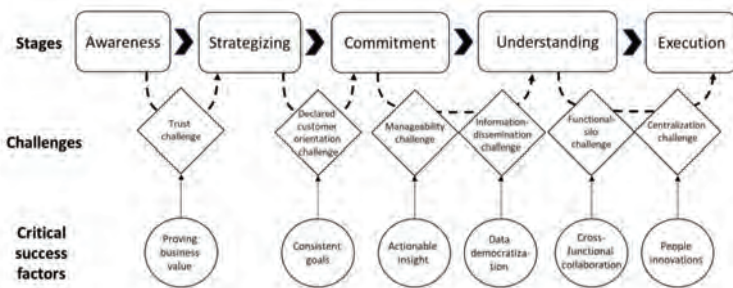 Stages
Awareness
Strategizing
Commitment
Understanding
Execution
Challenges
Trust
challenge
Declared
customer
orientation
challenge
Manageability
challenge
Information-
dissemination
challenge
Functional-
silo
challenge
Centralization
challenge
Critical
success
factors
Proving
business
value
Consistent
goals
Actionable
insight
Data
democratiza-
tion
Cross-
functional
collaboration
People
innovations